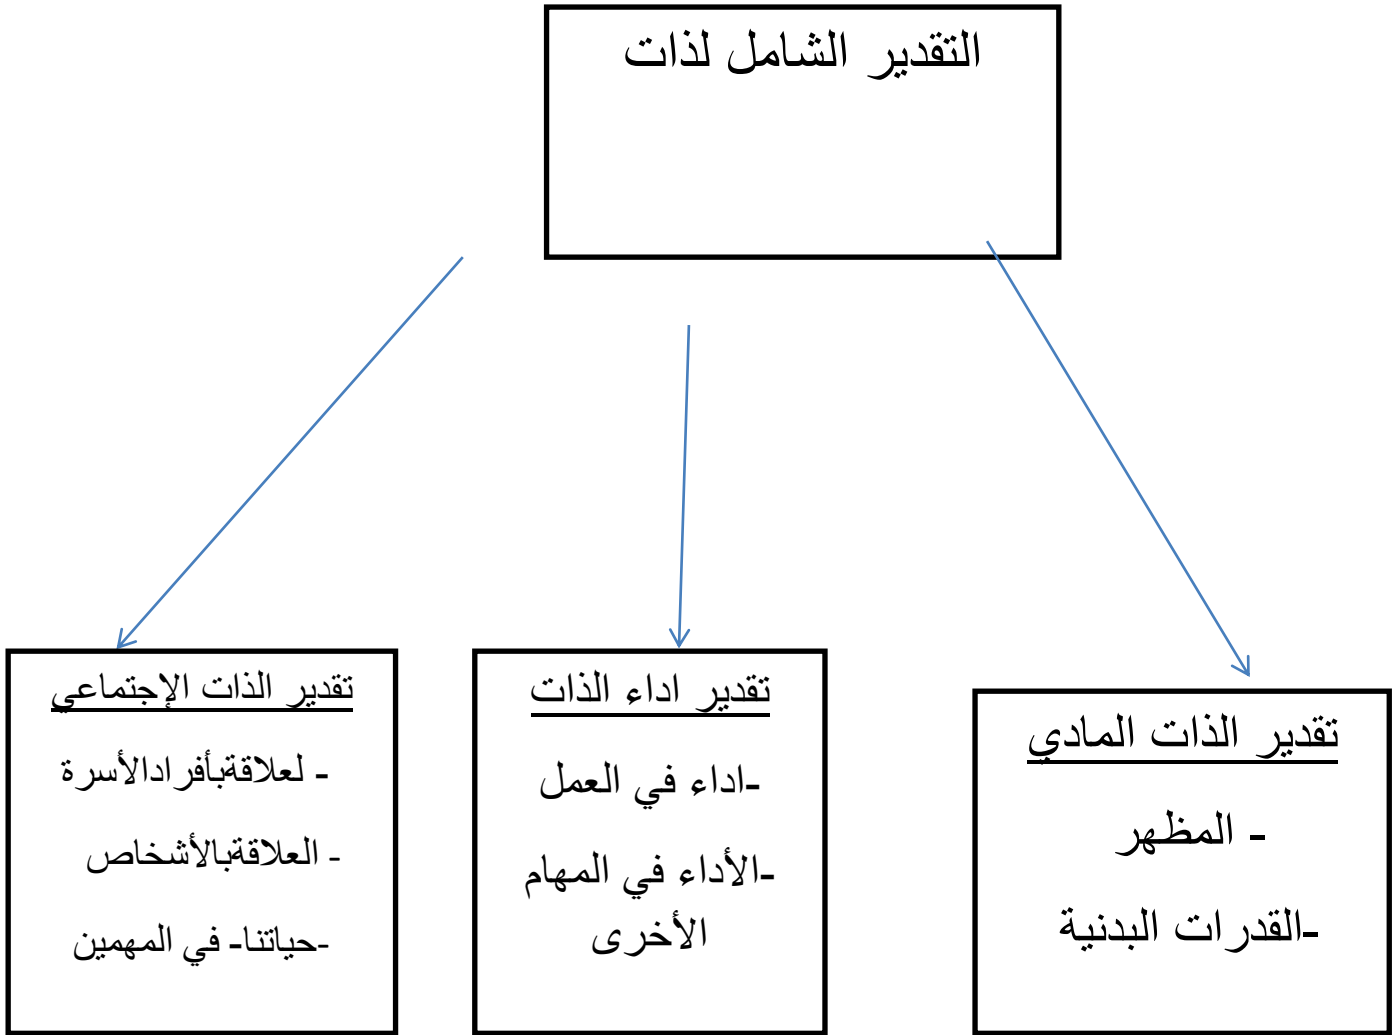 التقدير الشامل لذات
تقدير الذات المادي
- المظهر
-القدرات البدنية
تقدير اداء الذات
-اداء في العمل
-الأداء في المهام
الأخرى
تقدير الذات الإجتماعي
- لعلاقةبأفرادالأسرة
- العلاقةبالأشخاص
-حياتنا- في المهمين